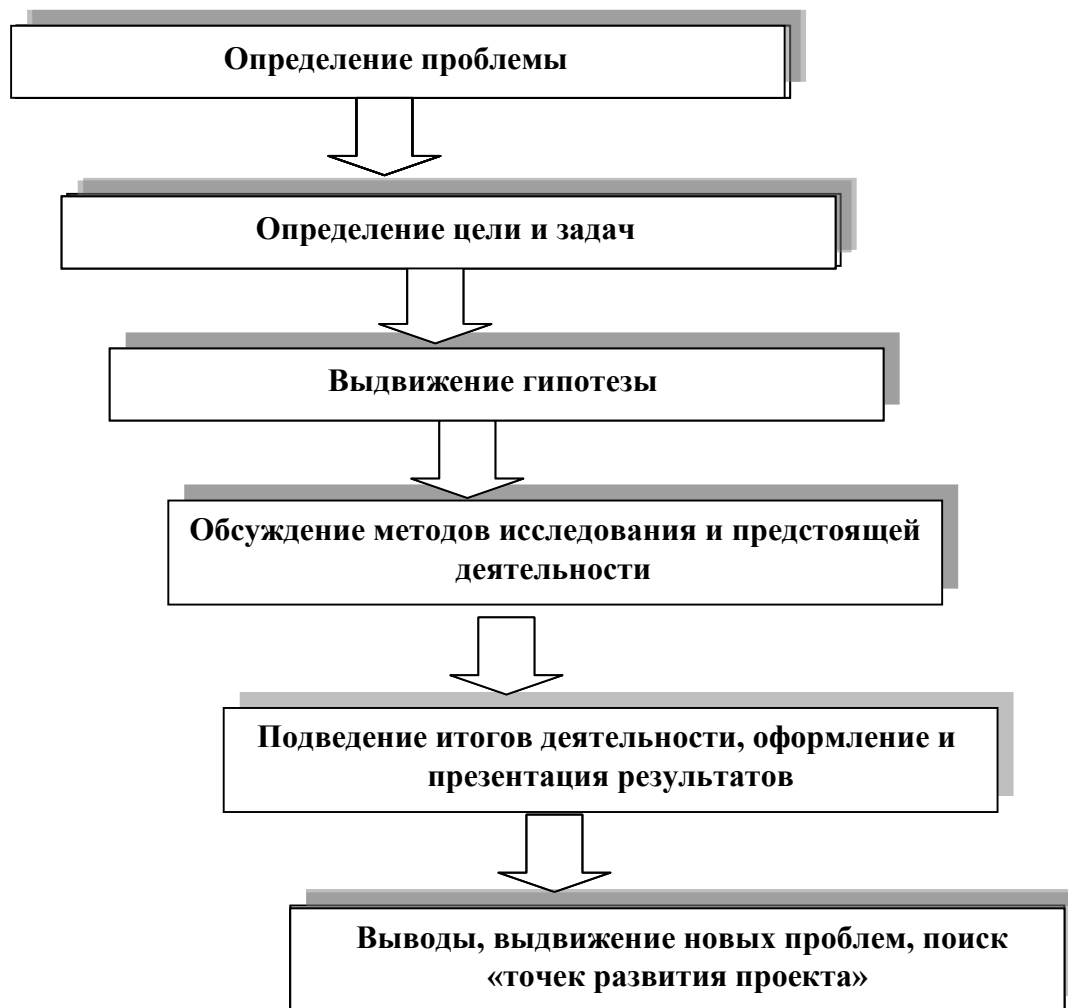 Определение проблемы
Определение цели и задач
Выдвижение гипотезы
Обсуждение методов исследования и предстоящей
деятельности
Подведение итогов деятельности, оформление и
презентация результатов
Выводы, выдвижение новых проблем, поиск
«точек развития проекта»